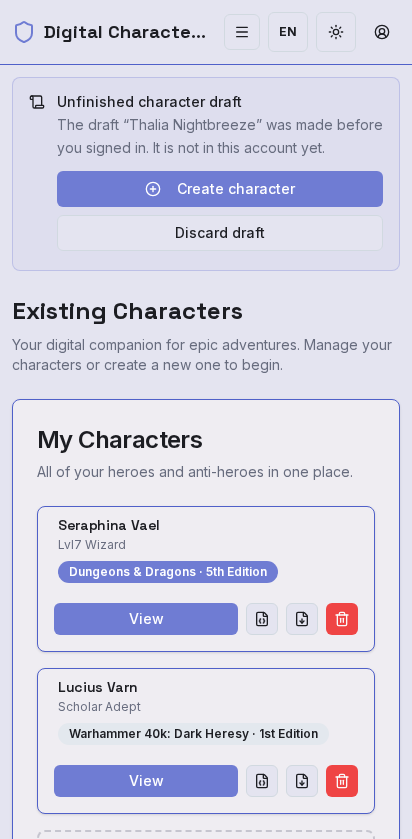 Digital Characte...
EN
Unfinished character draft
The draft “Thalia Nightbreeze” was made before
you signed in. It is not in this account yet.
Create character
Discard draft
Existing Characters
Your digital companion for epic adventures. Manage your
characters or create a new one to begin.
My Characters
All of your heroes and anti-heroes in one place.
Seraphina Vael
Lvl7 Wizard
Dungeons & Dragons · 5th Edition
View
Lucius Varn
Scholar Adept
Warhammer 40k: Dark Heresy · 1st Edition
View